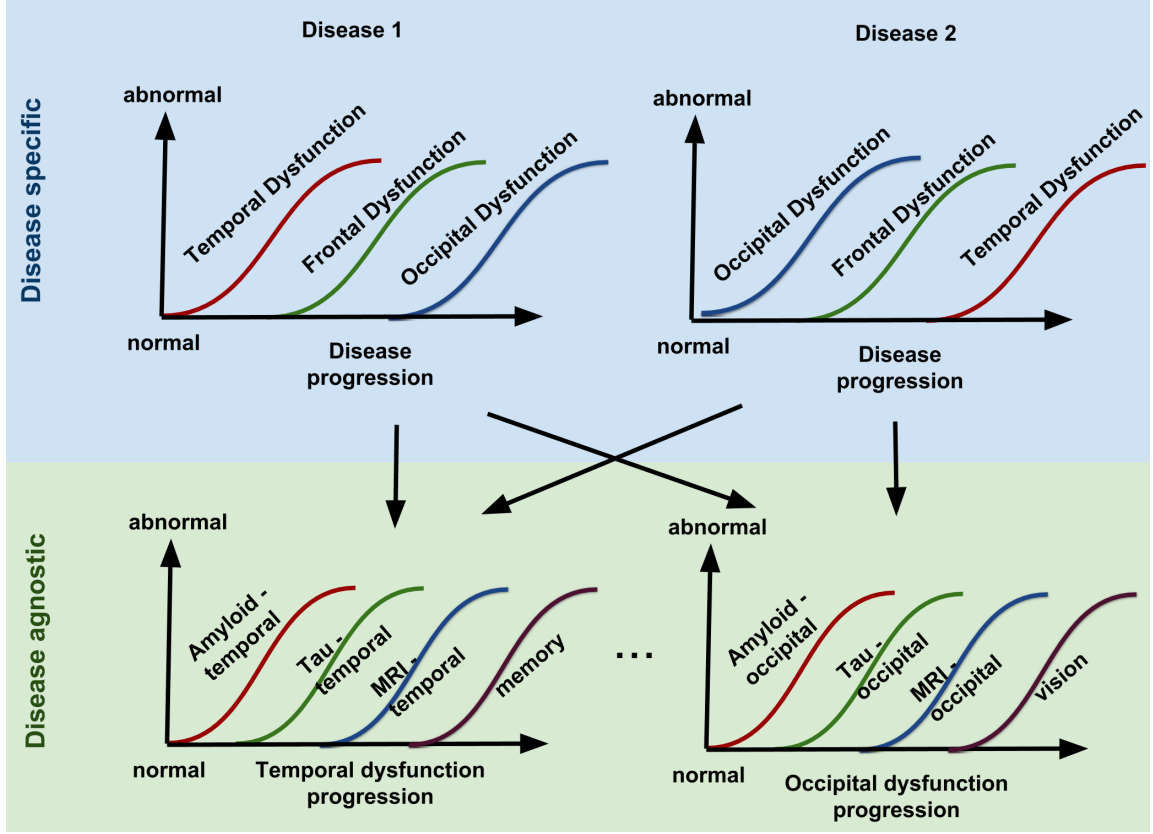 Disease 1
Disease 2
Disease specific
abnormal
Temporal Dysfunction
Frontal Dysfunction
Occipital Dysfunction
normal
Disease
progression
abnormal
Occipital Dysfunction
Frontal Dysfunction
Temporal Dysfunction
normal
Disease
progression
Disease agnostic
abnormal
Amyloid -
temporal
Tau -
temporal
MRI -
temporal
memory
normal
Temporal dysfunction
progression
...
abnormal
Amyloid -
occipital
Tau -
occipital
MRI -
occipital
vision
normal
Occipital dysfunction
progression